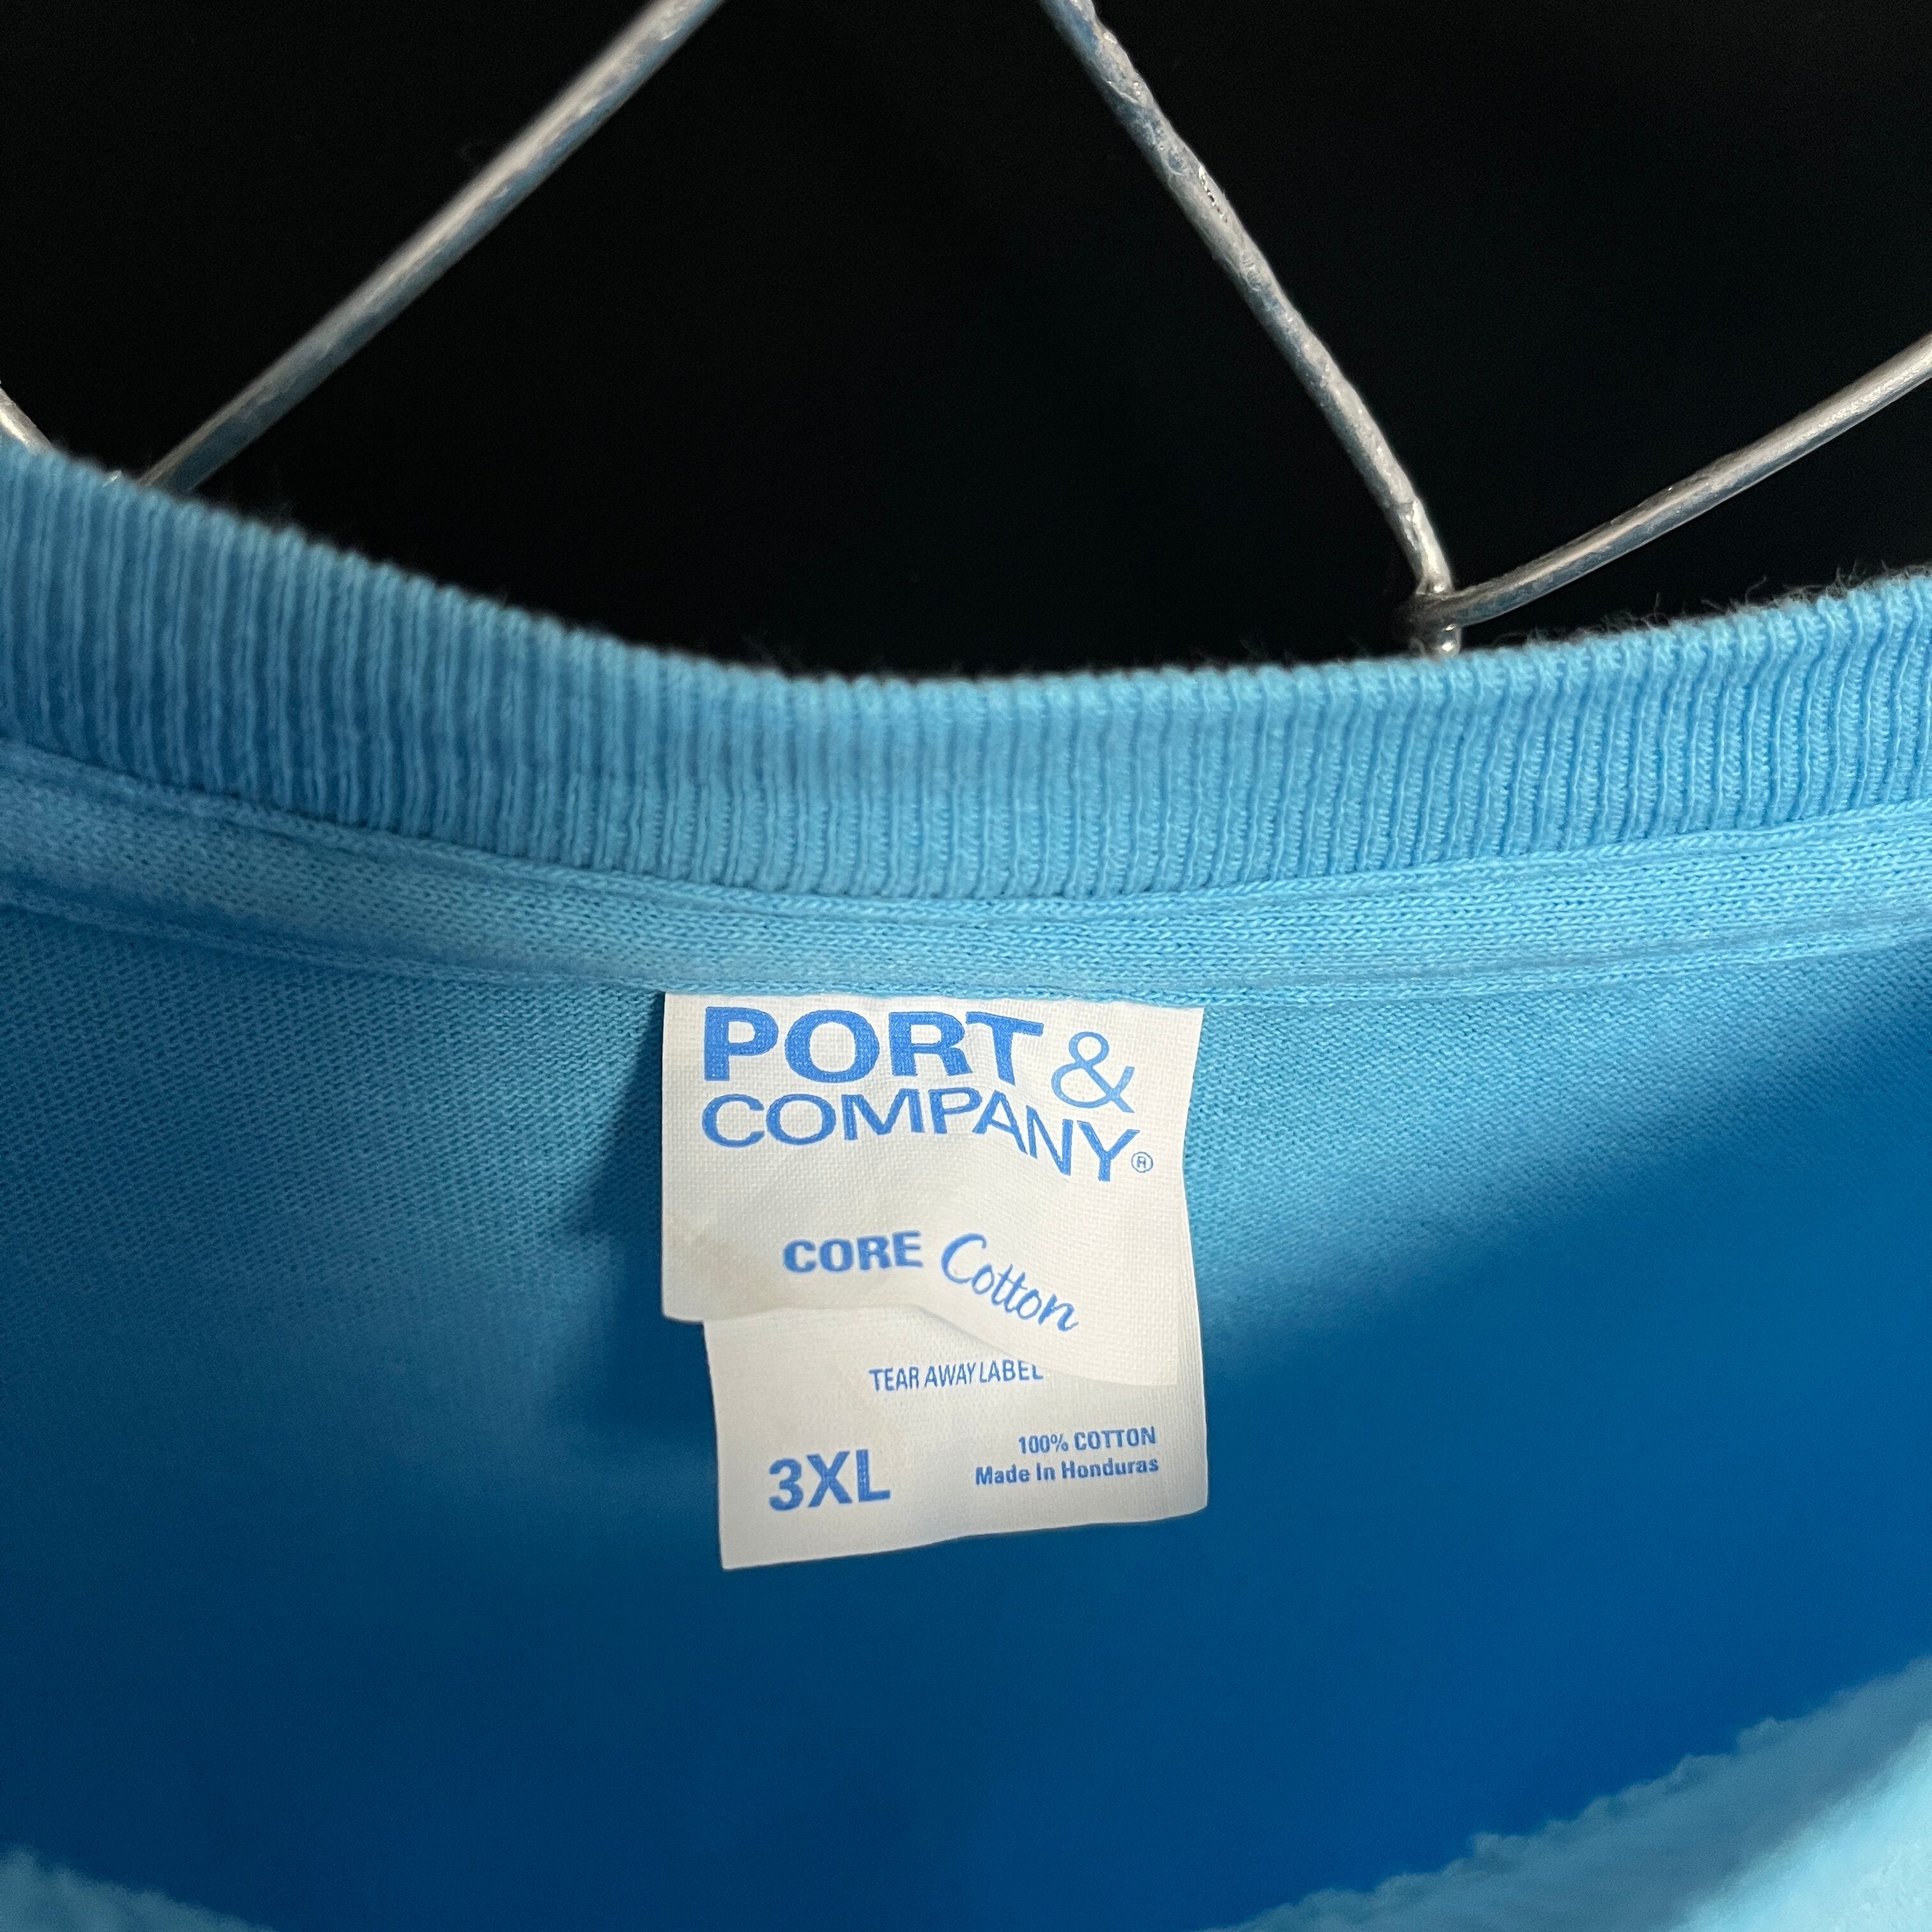 PORT &
COMPANY®
CORE Cotton
TEAR AWAY LABEL
100% COTTON
3XL Made In Honduras